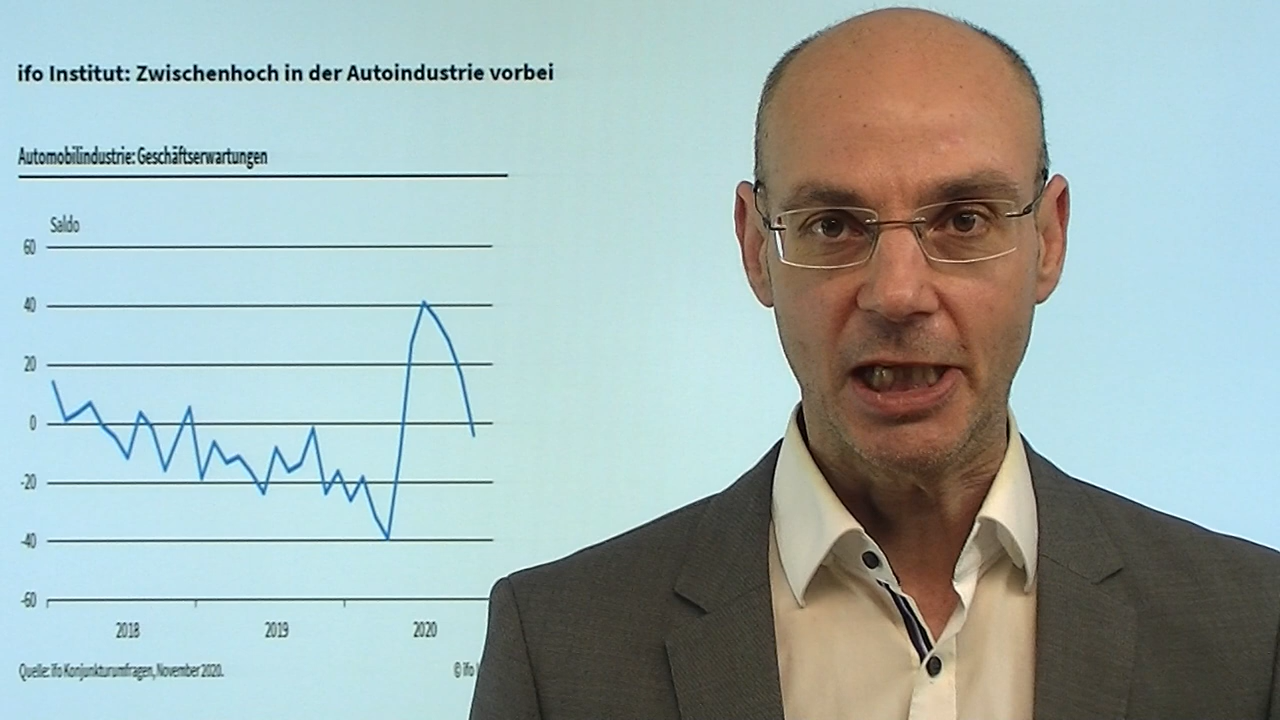 ifo Institut: Zwischenhoch in der Autoindustrie vorbei
Automobilindustrie: Geschäftserwartungen
Saldo
60
40
20
0
-20
-40
-60
2018 2019 2020
Quelle: ifo Konjunkturumfragen, November 2020. © ifo